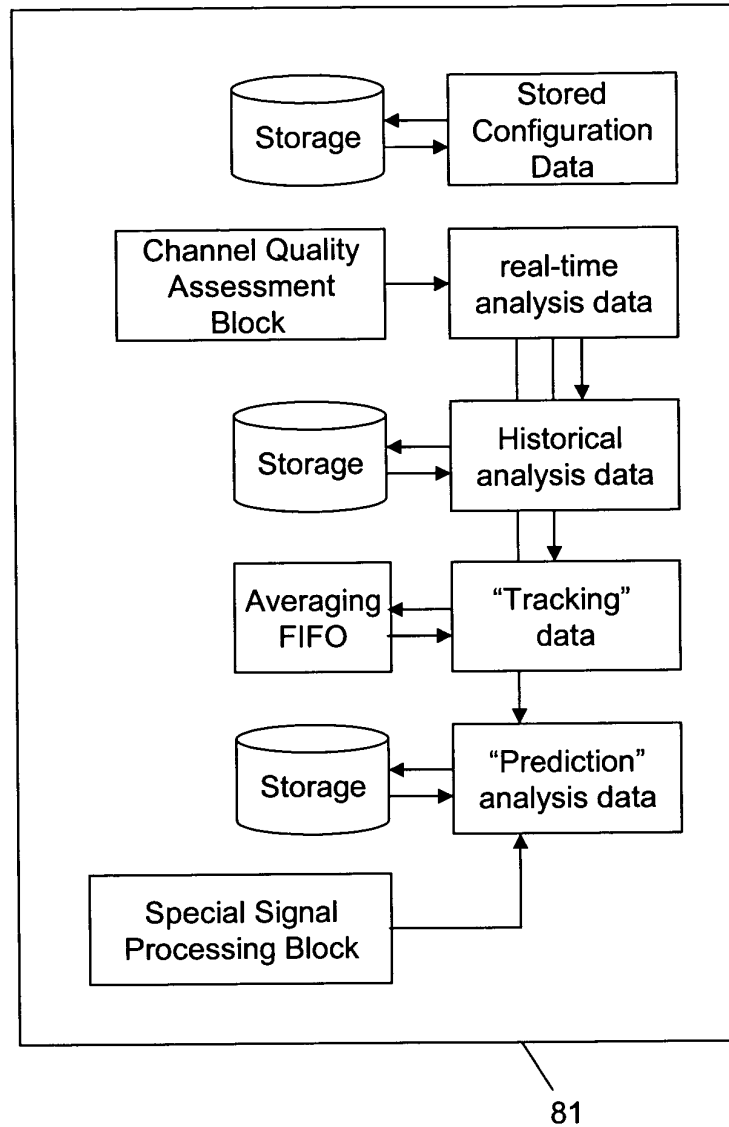 Storage
Stored
Configuration
Data
Channel Quality
Assessment
Block
real-time
analysis data
Storage
Historical
analysis data
Averaging
FIFO
“Tracking”
data
Storage
“Prediction”
analysis data
Special Signal
Processing Block
81